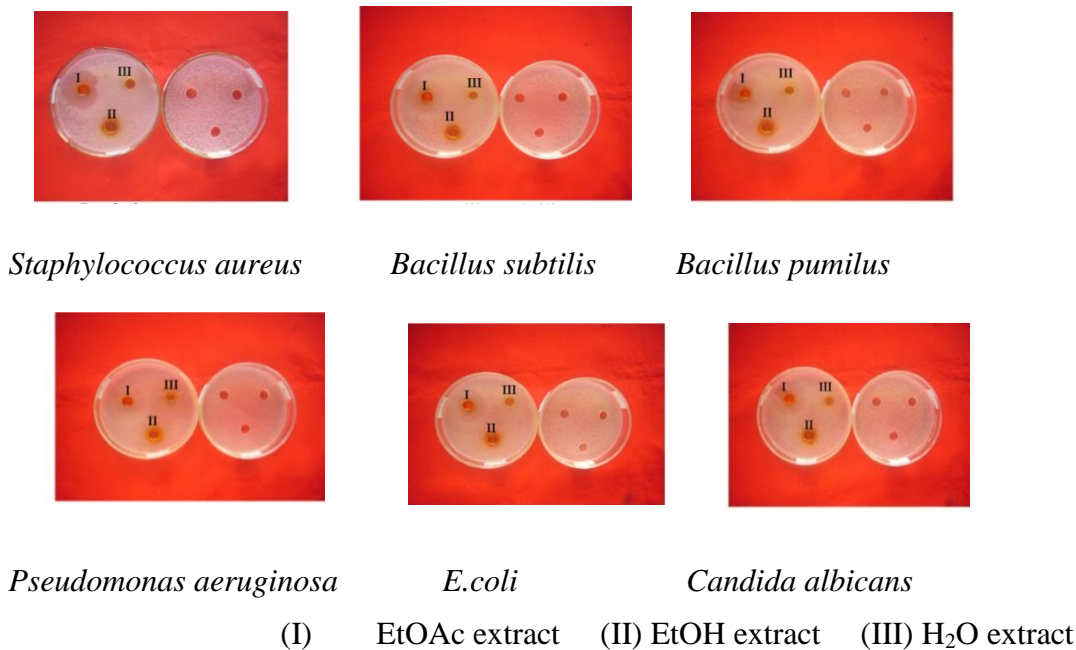 I III
II
I III
II
I III
II
Staphylococcus aureus Bacillus subtilis Bacillus pumilus
I III
II
I III
II
I III
II
Pseudomonas aeruginosa E.coli Candida albicans
(I) EtOAc extract (II) EtOH extract (III) H₂O extract